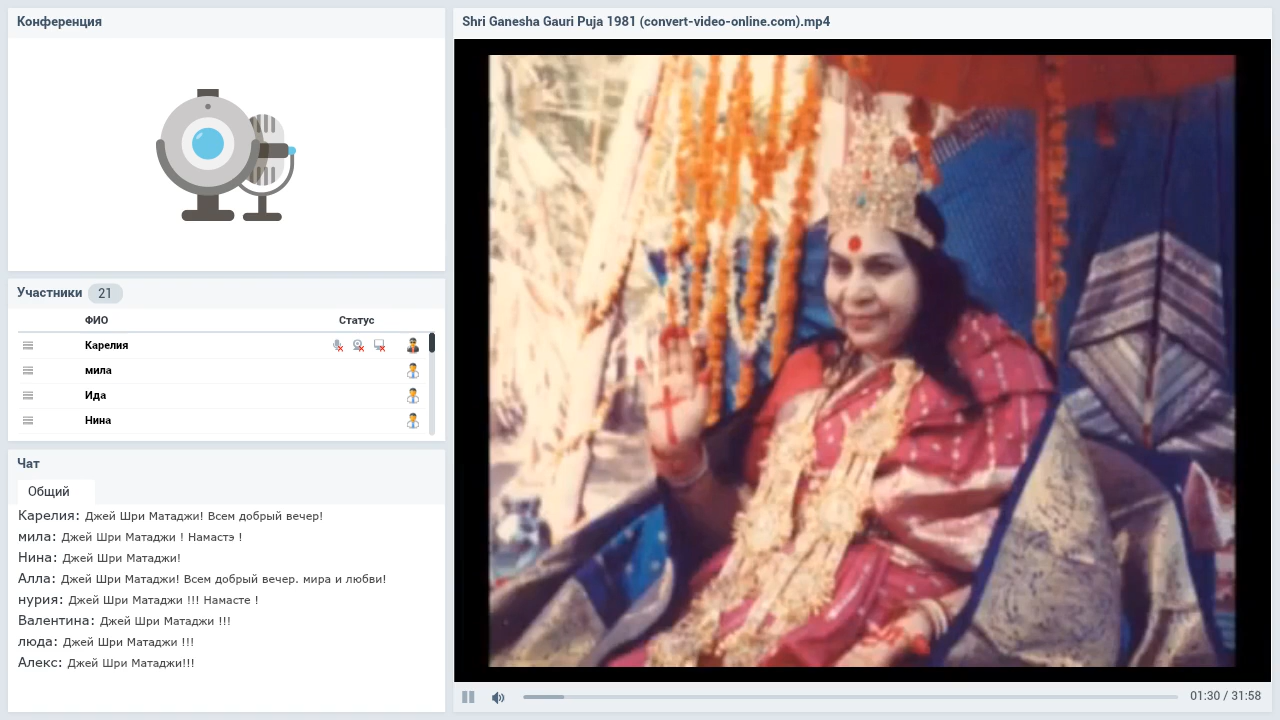 Конференция
Участники 21
ФИО Статус
Карелия
мила
Ида
Нина
Чат
Общий
Карелия: Джей Шри Матаджи! Всем добрый вечер!
мила: Джей Шри Матаджи ! Намастэ !
Нина: Джей Шри Матаджи!
Алла: Джей Шри Матаджи! Всем добрый вечер. мира и любви!
нурия: Джей Шри Матаджи !!! Намасте !
Валентина: Джей Шри Матаджи !!!
люда: Джей Шри Матаджи !!!
Алекс: Джей Шри Матаджи!!!
Shri Ganesha Gauri Puja 1981 (convert-video-online.com).mp4
01:30 / 31:58